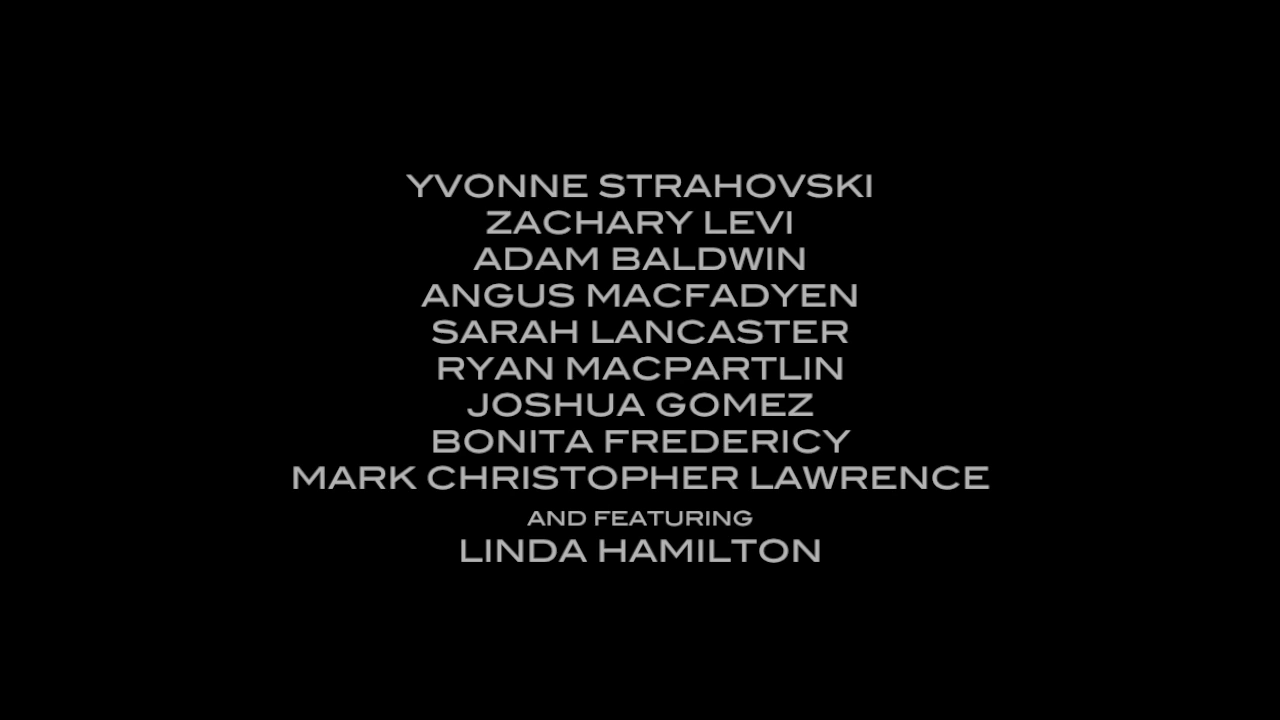 YVONNE STRAHOVSKI
ZACHARY LEVI
ADAM BALDWIN
ANGUS MACFADYEN
SARAH LANCASTER
RYAN MACPARTLIN
JOSHUA GOMEZ
BONITA FREDERICY
MARK CHRISTOPHER LAWRENCE
AND FEATURING
LINDA HAMILTON